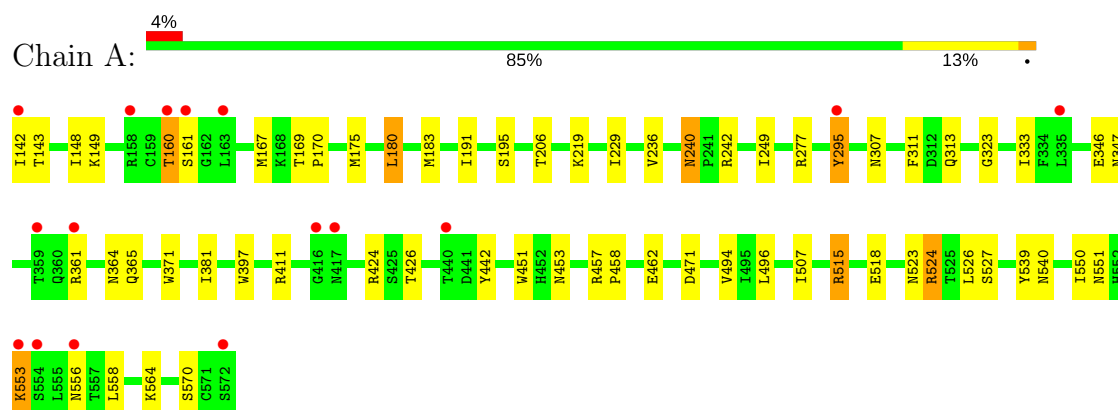 4%
Chain A:
85% 13% •
I142 T143 I148 K149 R158 C159 T160 S161 G162 L163 M167 K168 T169 P170 M175 L180 M183 I191 S195 T206 K219 I229 V236 N240 P241 R242 I249 R277 Y295 N307 F311 D312 Q313 G323 I333 F334 L335 E346 N347
T359 Q360 R361 N364 Q365 W371 I381 W397 R411 G416 N417 R424 S425 T426 T440 D441 Y442 W451 H452 N453 R457 P458 E462 D471 V494 I495 L496 I507 R515 E518 N523 R524 T525 L526 S527 Y539 N540 I550 N551 H552
K553 S554 L555 N556 T557 L558 K564 S570 C571 S572